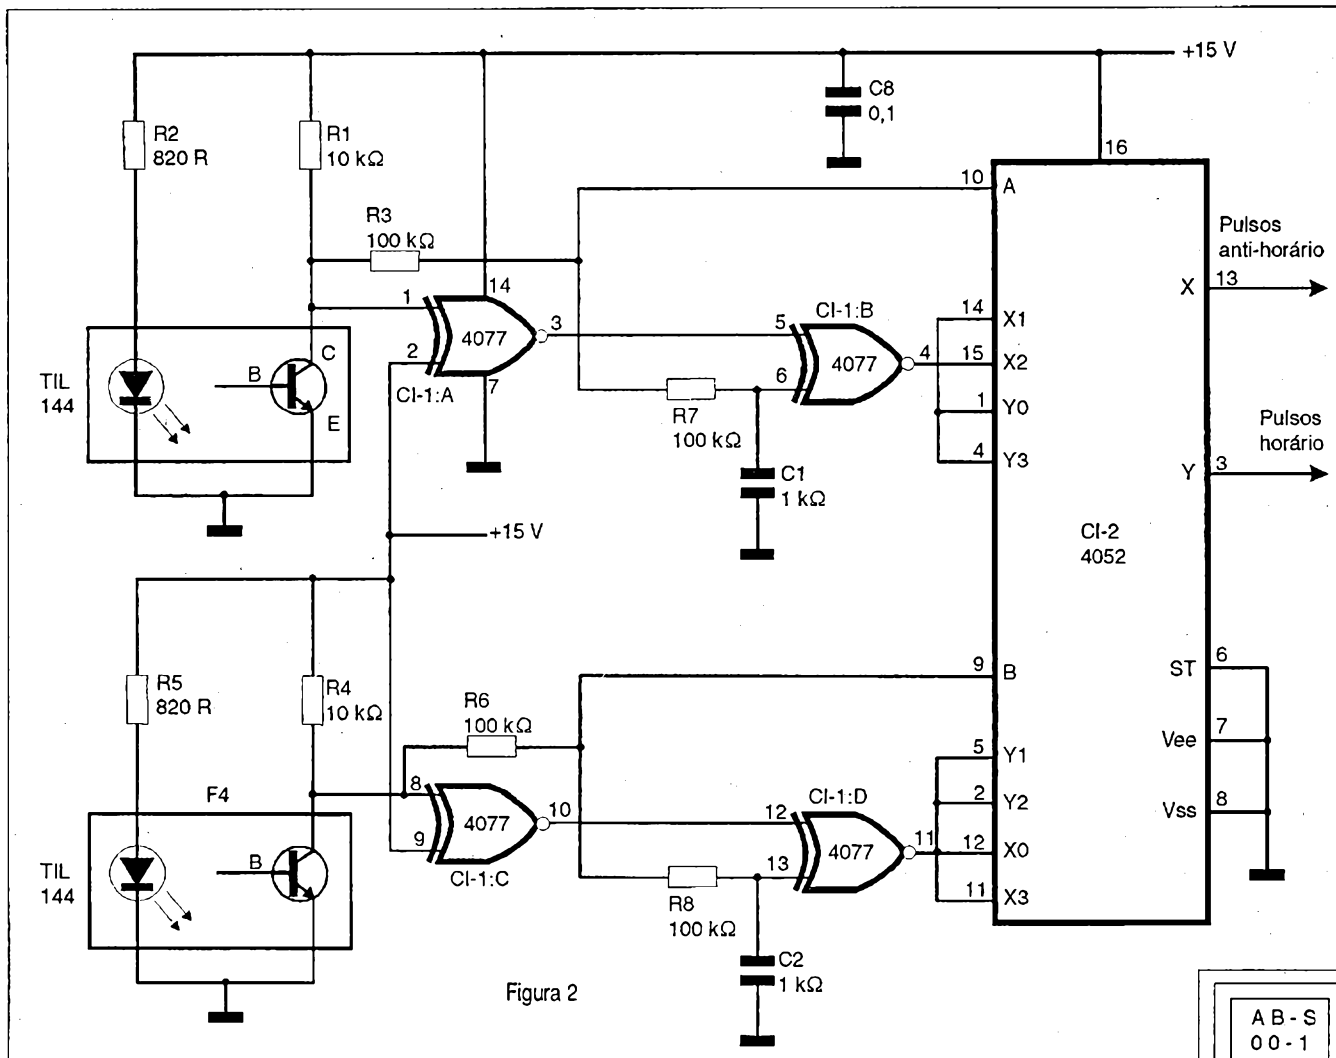 +15 V
C8
0,1
R2
820 R
R1
10 kΩ
16
10
A
R3
100 kΩ
Pulsos
anti-horário
13
X
14
1
3
4077
2
7
CI-1:A
CI-1:B
5
4077
4
6
14
X1
15
X2
1
Y0
4
Y3
C
B
E
TIL
144
R7
100 kΩ
C1
1 kΩ
Pulsos
horário
3
Y
CI-2
4052
+15 V
9
B
6
ST
7
Vee
8
Vss
R5
820 R
R4
10 kΩ
R6
100 kΩ
F4
8
4077
10
9
CI-1:C
CI-1:D
12
4077
11
13
5
Y1
2
Y2
12
X0
11
X3
B
TIL
144
R8
100 kΩ
C2
1 kΩ
Figura 2
A B - S
0 0 - 1